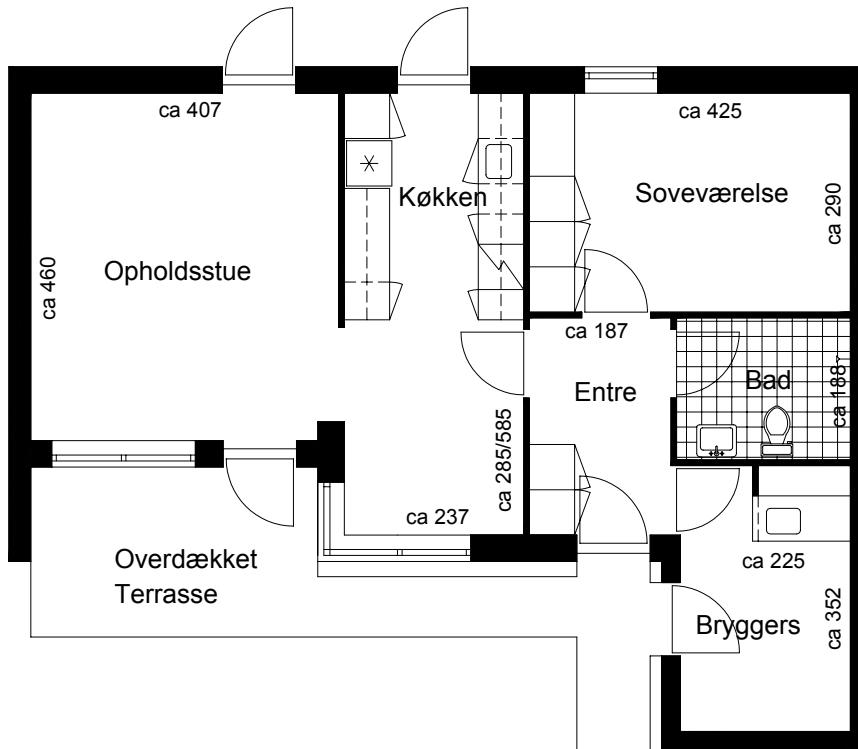 ca 407
ca 425
Køkken
Soveværelse
ca 290
Opholdsstue
ca 460
ca 187
Entre
Bad
ca 188
ca 285/585
ca 237
Overdækket
Terrasse
ca 225
Bryggers
ca 352